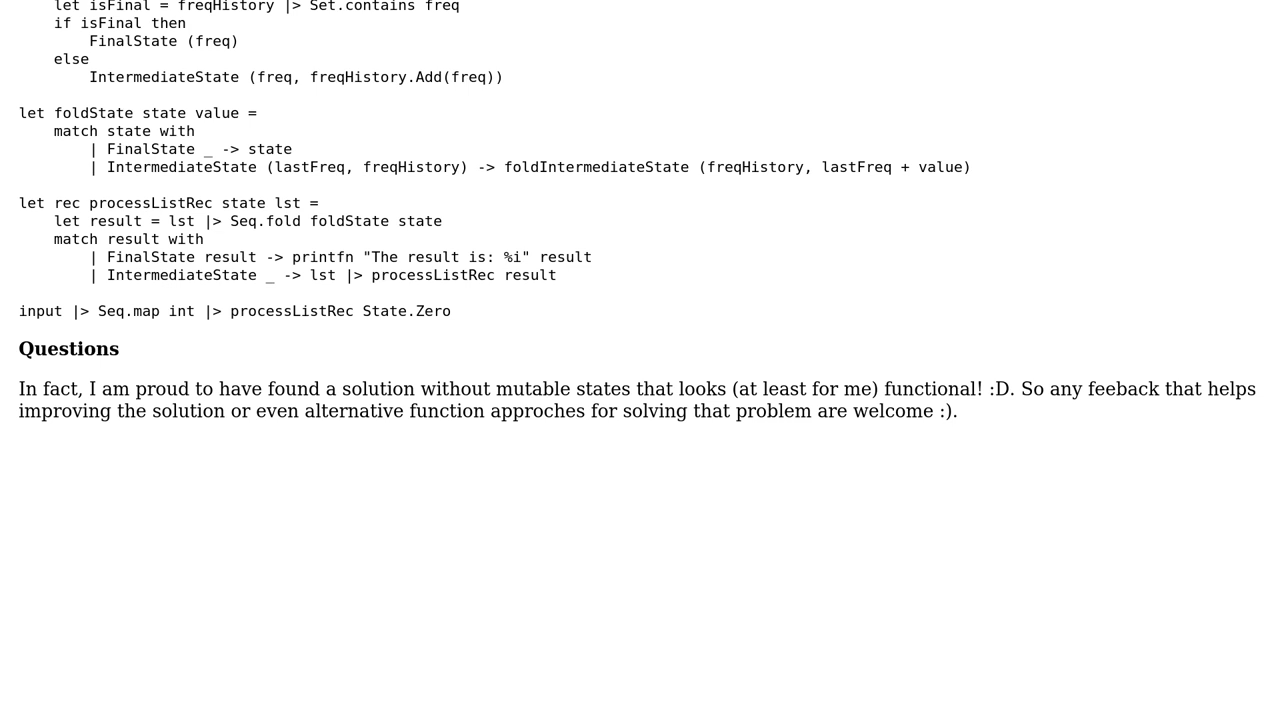 let isFinal = freqHistory |> Set.contains freq
    if isFinal then
        FinalState (freq)
    else
        IntermediateState (freq, freqHistory.Add(freq))

let foldState state value =
    match state with
        | FinalState _ -> state
        | IntermediateState (lastFreq, freqHistory) -> foldIntermediateState (freqHistory, lastFreq + value)

let rec processListRec state lst =
    let result = lst |> Seq.fold foldState state
    match result with
        | FinalState result -> printfn "The result is: %i" result
        | IntermediateState _ -> lst |> processListRec result

input |> Seq.map int |> processListRec State.Zero
Questions
In fact, I am proud to have found a solution without mutable states that looks (at least for me) functional! :D. So any feeback that helps
improving the solution or even alternative function approches for solving that problem are welcome :).